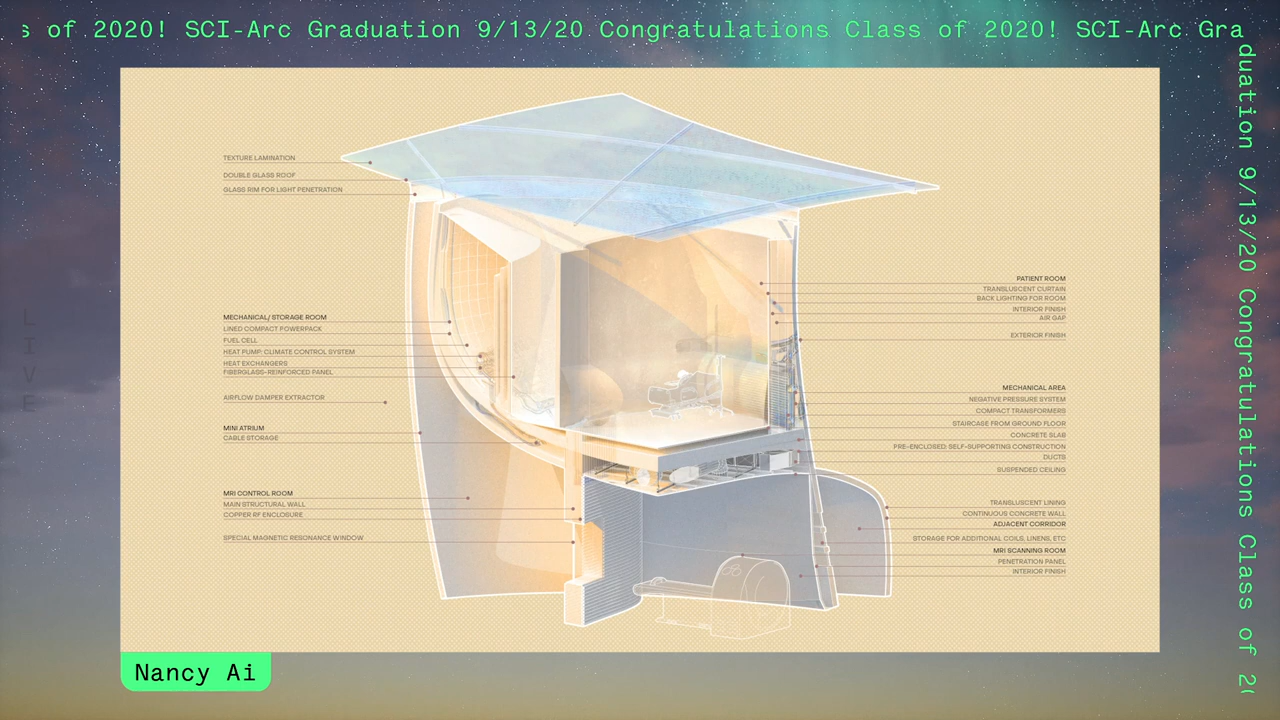 s of 2020! SCI-Arc Graduation 9/13/20 Congratulations Class of 2020! SCI-Arc Gra
duation 9/13/20 Congratulations Class of 20
TEXTURE LAMINATION
DOUBLE GLASS ROOF
GLASS RIM FOR LIGHT PENETRATION
MECHANICAL/ STORAGE ROOM
LINED COMPACT POWERPACK
FUEL CELL
HEAT PUMP: CLIMATE CONTROL SYSTEM
HEAT EXCHANGERS
FIBERGLASS-REINFORCED PANEL
AIRFLOW DAMPER EXTRACTOR
MINI ATRIUM
CABLE STORAGE
MRI CONTROL ROOM
MAIN STRUCTURAL WALL
COPPER RF ENCLOSURE
SPECIAL MAGNETIC RESONANCE WINDOW
PATIENT ROOM
TRANSLUSCENT CURTAIN
BACK LIGHTING FOR ROOM
INTERIOR FINISH
AIR GAP
EXTERIOR FINISH
MECHANICAL AREA
NEGATIVE PRESSURE SYSTEM
COMPACT TRANSFORMERS
STAIRCASE FROM GROUND FLOOR
CONCRETE SLAB
PRE-ENCLOSED: SELF-SUPPORTING CONSTRUCTION
DUCTS
SUSPENDED CEILING
TRANSLUSCENT LINING
CONTINUOUS CONCRETE WALL
ADJACENT CORRIDOR
STORAGE FOR ADDITIONAL COILS, LINENS, ETC
MRI SCANNING ROOM
PENETRATION PANEL
INTERIOR FINISH
LIVE
Nancy Ai